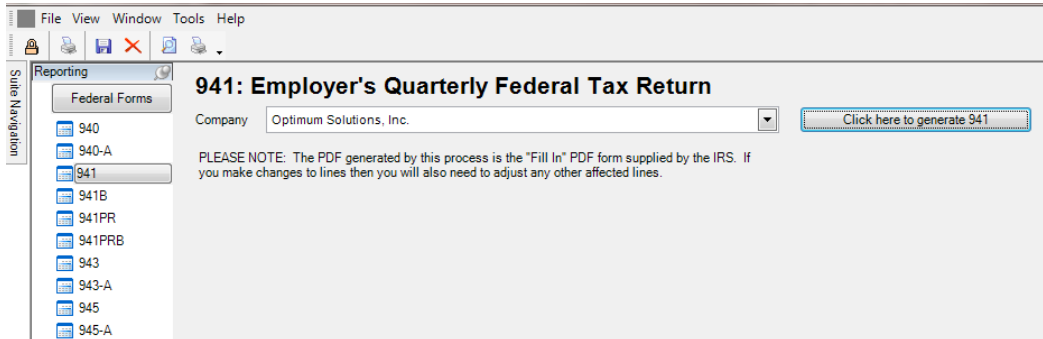 File View Window Tools Help
Suite Navigation
Reporting
Federal Forms
940
940-A
941
941B
941PR
941PRB
943
943-A
945
945-A
941: Employer's Quarterly Federal Tax Return
Company Optimum Solutions, Inc. Click here to generate 941
PLEASE NOTE: The PDF generated by this process is the "Fill In" PDF form supplied by the IRS. If
you make changes to lines then you will also need to adjust any other affected lines.